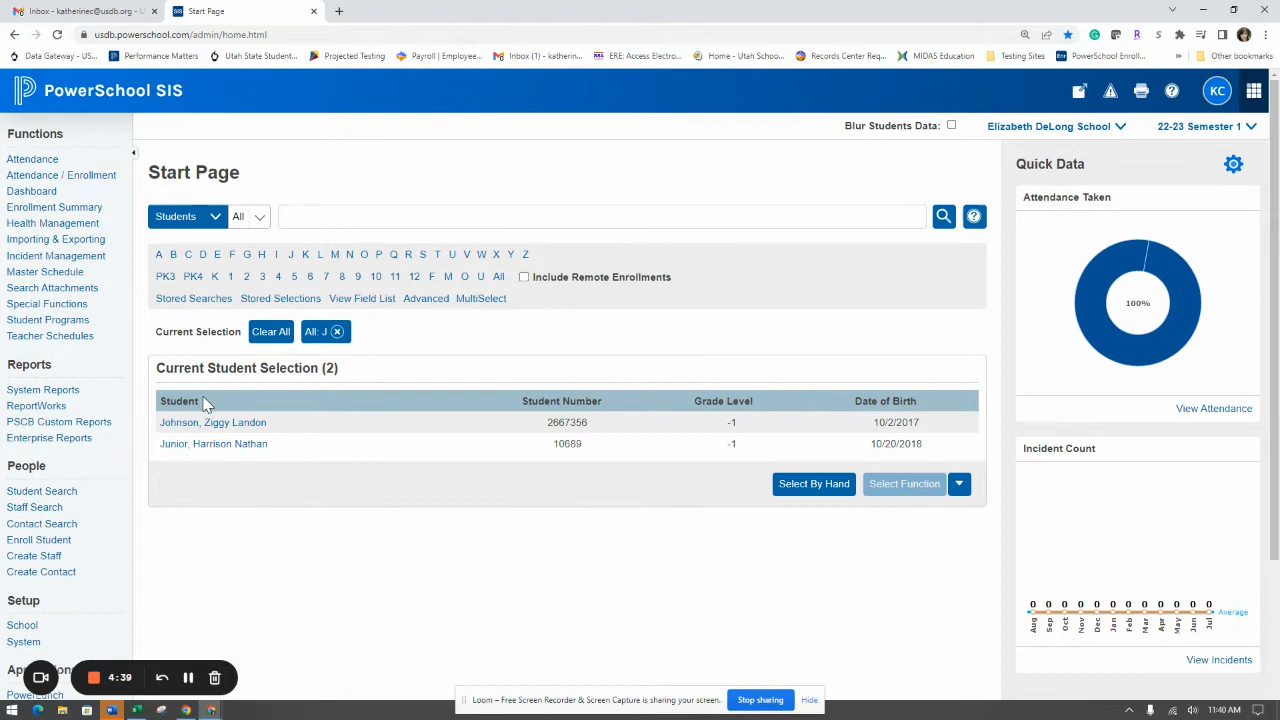 Inbox - katherinec@usdb.org - U
Start Page
usdb.powerschool.com/admin/home.html
Data Gateway - US...
Performance Matters
Utah State Student...
Projected Testing
Payroll | Employee...
Inbox (1) - katherin...
ERE: Access Electro...
Home - Utah Schoo...
Records Center Req...
MIDAS Education
Testing Sites
PowerSchool Enroll...
Other bookmarks
PowerSchool SIS
KC
Blur Students Data:
Elizabeth DeLong School
22-23 Semester 1
Functions
Attendance
Attendance / Enrollment
Dashboard
Enrollment Summary
Health Management
Importing & Exporting
Incident Management
Master Schedule
Search Attendance
Special Functions
Student Programs
Teacher Schedules
Reports
System Reports
ReportWorks
PSCB Custom Reports
Enterprise Reports
People
Student Search
Staff Search
Contact Search
Enroll Student
Create Staff
Create Contact
Setup
School
System
PowerLunch
Start Page
Students
All
A B C D E F G H I J K L M N O P Q R S T U V W X Y Z
PK3 PK4 K 1 2 3 4 5 6 7 8 9 10 11 12 F M O U All
Include Remote Enrollments
Stored Searches Stored Selections View Field List Advanced MultiSelect
Current Selection Clear All All: J
Current Student Selection (2)
Student Student Number Grade Level Date of Birth
Johnson, Ziggy Landon 2667356 -1 10/2/2017
Junior, Harrison Nathan 10689 -1 10/20/2018
Select By Hand Select Function
Quick Data
Attendance Taken
100%
View Attendance
Incident Count
0 0 0 0 0 0 0 0 0 0 0 0
Average
Aug Sep Oct Nov Dec Jan Feb Mar Apr May Jun Jul
View Incidents
4:39
Loom – Free Screen Recorder & Screen Capture is sharing your screen.
Stop sharing
Hide
11:40 AM